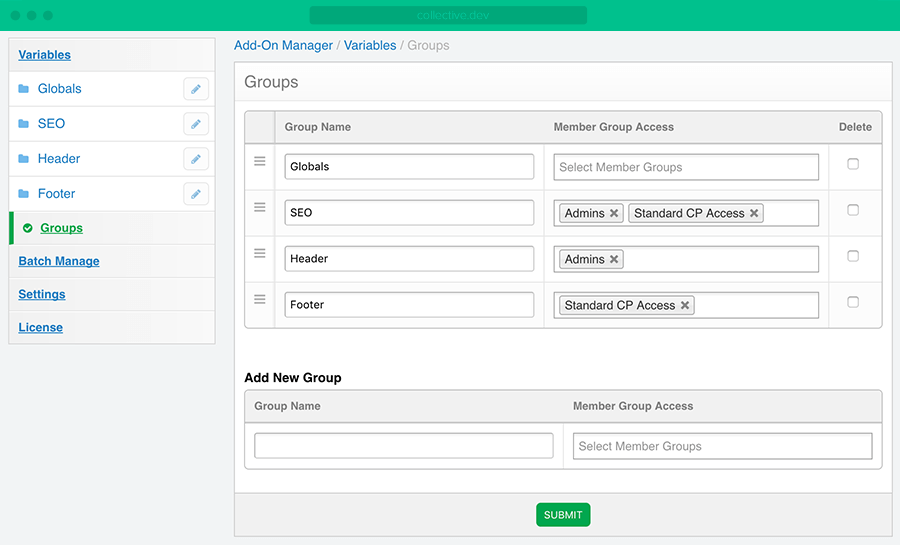 collective.dev
Variables
Globals
SEO
Header
Footer
Groups
Batch Manage
Settings
License
Add-On Manager / Variables / Groups
Groups
Group Name Member Group Access Delete
Globals Select Member Groups
SEO Admins Standard CP Access
Header Admins
Footer Standard CP Access
Add New Group
Group Name Member Group Access
Select Member Groups
SUBMIT